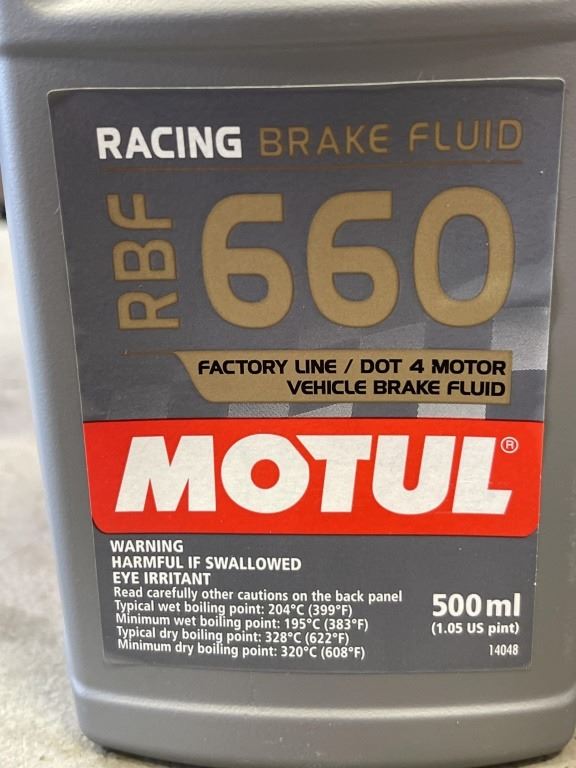 RACING BRAKE FLUID
RBF 660
FACTORY LINE / DOT 4 MOTOR
VEHICLE BRAKE FLUID
MOTUL®
WARNING
HARMFUL IF SWALLOWED
EYE IRRITANT
Read carefully other cautions on the back panel
Typical wet boiling point: 204°C (399°F)
Minimum wet boiling point: 195°C (383°F)
Typical dry boiling point: 328°C (622°F)
Minimum dry boiling point: 320°C (608°F)
500 ml
(1.05 US pint)
14048